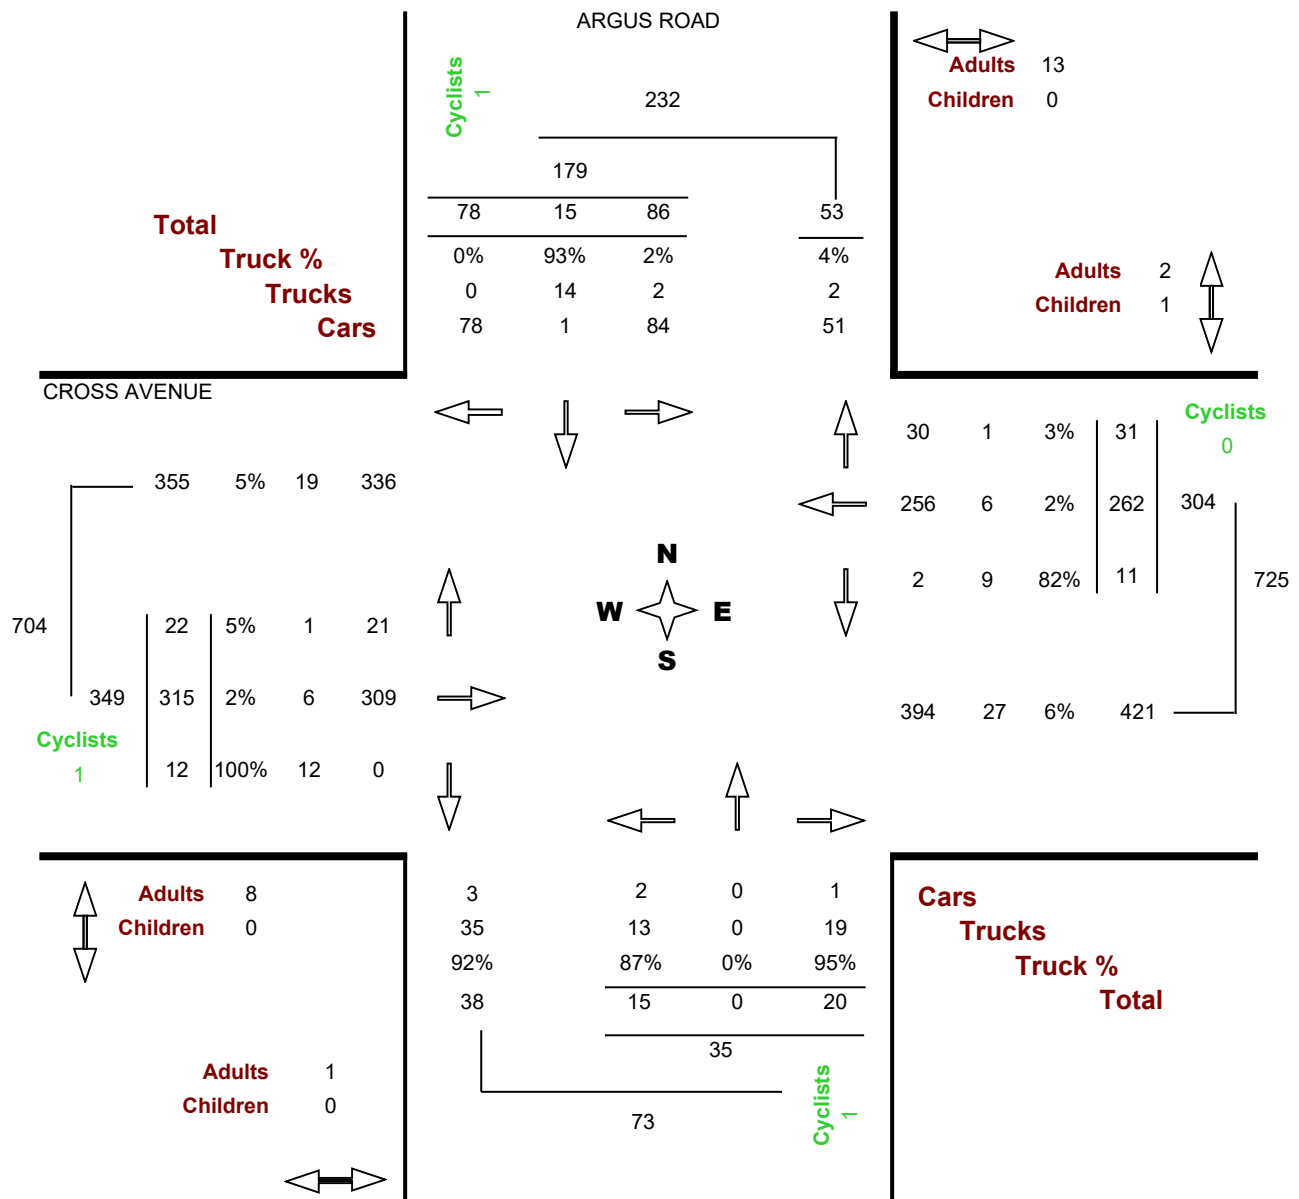 ARGUS ROAD
Cyclists
1
232
Adults 13
Children 0
179
Total 78 15 86 53
Truck % 0% 93% 2% 4%
Trucks 0 14 2 2
Cars 78 1 84 51
Adults 2
Children 1
CROSS AVENUE
Cyclists
0
30 1 3% 31
355 5% 19 336
256 6 2% 262 304
N
2 9 82% 11 725
W E
S
704 22 5% 1 21
349 315 2% 6 309
394 27 6% 421
Cyclists
1
12 100% 12 0
Adults 8
Children 0
3 2 0 1 Cars
35 13 0 19 Trucks
92% 87% 0% 95% Truck %
38 15 0 20 Total
35
Adults 1
Children 0
73
Cyclists
1